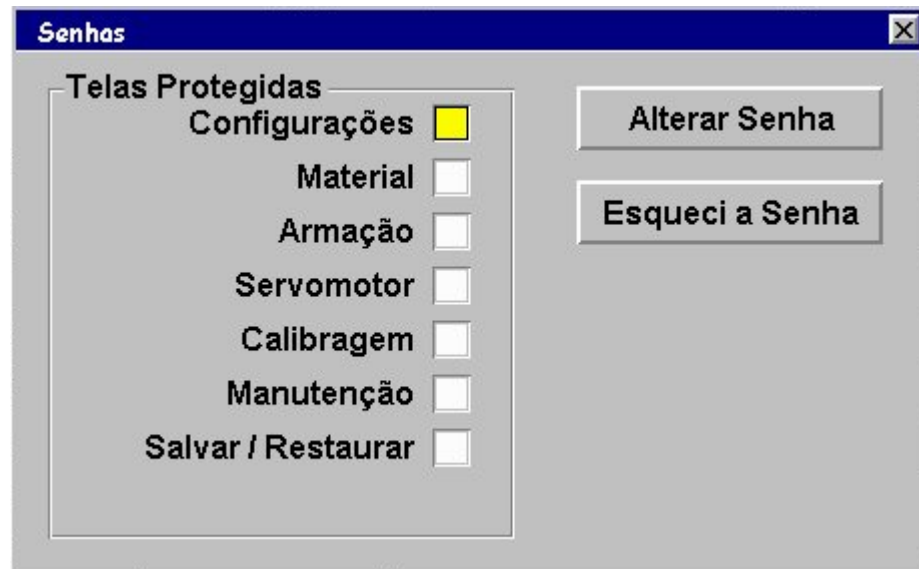 Senhas
Telas Protegidas
Configurações
Material
Armação
Servomotor
Calibragem
Manutenção
Salvar / Restaurar
Alterar Senha
Esqueci a Senha